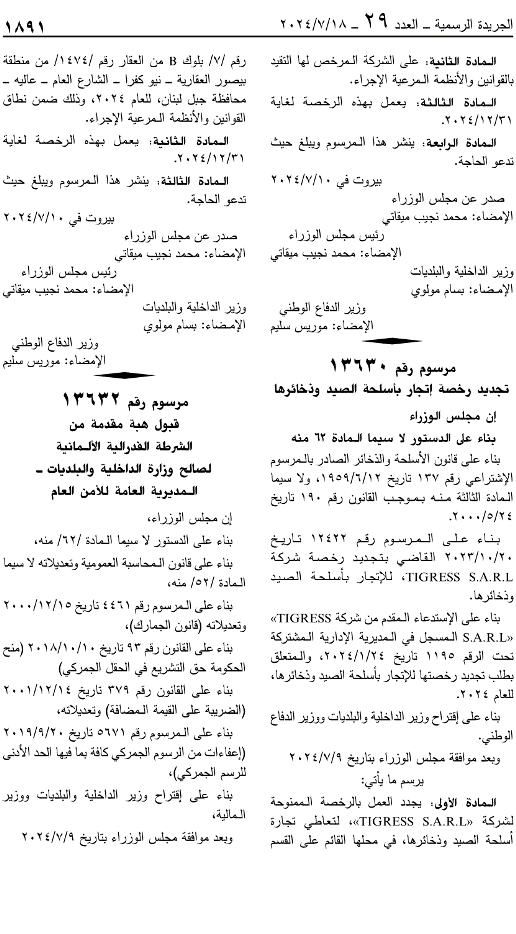 الجريدة الرسمية ــ العدد ٢٩ ــ ٢٠٢٤/٧/١٨
١٨٩١
المادة الثانية: على الشركة المرخص لها التقيد
بالقوانين والأنظمة المرعية الإجراء.
المادة الثالثة: يعمل بهذه الرخصة لغاية
٢٠٢٤/١٢/٣١.
المادة الرابعة: ينشر هذا المرسوم ويبلغ حيث
تدعو الحاجة.
بيروت في ٢٠٢٤/٧/١٠
صدر عن مجلس الوزراء
الإمضاء: محمد نجيب ميقاتي
رئيس مجلس الوزراء
الإمضاء: محمد نجيب ميقاتي
وزير الداخلية والبلديات
الإمضاء: بسام مولوي
وزير الدفاع الوطني
الإمضاء: موريس سليم
مرسوم رقم ١٣٦٣٠
تجديد رخصة إتجار بأسلحة الصيد وذخائرها
إن مجلس الوزراء
بناء على الدستور لا سيما المادة ٦٢ منه
بناء على قانون الأسلحة والذخائر الصادر بالمرسوم
الإشتراعي رقم ١٣٧ تاريخ ١٩٥٩/٦/١٢، ولا سيما
المادة الثالثة منه بموجب القانون رقم ١٩٠ تاريخ
٢٠٠٠/٥/٢٤.
بناء على المرسوم رقم ١٢٤٢٢ تاريخ
٢٠٢٣/١٠/٢٠ القاضي بتجديد رخصة شركة
TIGRESS S.A.R.L، للإتجار بأسلحة الصيد
وذخائرها.
بناء على الإستدعاء المقدم من شركة «TIGRESS
S.A.R.L» المسجل في المديرية الإدارية المشتركة
تحت الرقم ١١٩٥ تاريخ ٢٠٢٤/١/٢٤، والمتعلق
بطلب تجديد رخصتها للإتجار بأسلحة الصيد وذخائرها،
للعام ٢٠٢٤.
بناء على إقتراح وزير الداخلية والبلديات ووزير الدفاع
الوطني.
وبعد موافقة مجلس الوزراء بتاريخ ٢٠٢٤/٧/٩
يرسم ما يأتي:
المادة الأولى: يجدد العمل بالرخصة الممنوحة
لشركة «TIGRESS S.A.R.L»، لتعاطي تجارة
أسلحة الصيد وذخائرها، في محلها القائم على القسم
رقم /٧/ بلوك B من العقار رقم /١٤٧٤/ من منطقة
بيصور العقارية ــ نيو كفرا ــ الشارع العام ــ عاليه ــ
محافظة جبل لبنان، للعام ٢٠٢٤، وذلك ضمن نطاق
القوانين والأنظمة المرعية الإجراء.
المادة الثانية: يعمل بهذه الرخصة لغاية
٢٠٢٤/١٢/٣١.
المادة الثالثة: ينشر هذا المرسوم ويبلغ حيث
تدعو الحاجة.
بيروت في ٢٠٢٤/٧/١٠
صدر عن مجلس الوزراء
الإمضاء: محمد نجيب ميقاتي
رئيس مجلس الوزراء
الإمضاء: محمد نجيب ميقاتي
وزير الداخلية والبلديات
الإمضاء: بسام مولوي
وزير الدفاع الوطني
الإمضاء: موريس سليم
مرسوم رقم ١٣٦٣٢
قبول هبة مقدمة من
الشرطة الفدرالية الألمانية
لصالح وزارة الداخلية والبلديات ــ
المديرية العامة للأمن العام
إن مجلس الوزراء،
بناء على الدستور لا سيما المادة /٦٢/ منه،
بناء على قانون المحاسبة العمومية وتعديلاته لا سيما
المادة /٥٢/ منه،
بناء على المرسوم رقم ٤٤٦١ تاريخ ٢٠٠٠/١٢/١٥
وتعديلاته (قانون الجمارك)،
بناء على القانون رقم ٩٣ تاريخ ٢٠١٨/١٠/١٠ (منح
الحكومة حق التشريع في الحقل الجمركي)
بناء على القانون رقم ٣٧٩ تاريخ ٢٠٠١/١٢/١٤
(الضريبة على القيمة المضافة) وتعديلاته،
بناء على المرسوم رقم ٥٦٧١ تاريخ ٢٠١٩/٩/٢٠
(إعفاءات من الرسوم الجمركي كافة بما فيها الحد الأدنى
للرسم الجمركي)،
بناء على إقتراح وزير الداخلية والبلديات ووزير
المالية،
وبعد موافقة مجلس الوزراء بتاريخ ٢٠٢٤/٧/٩